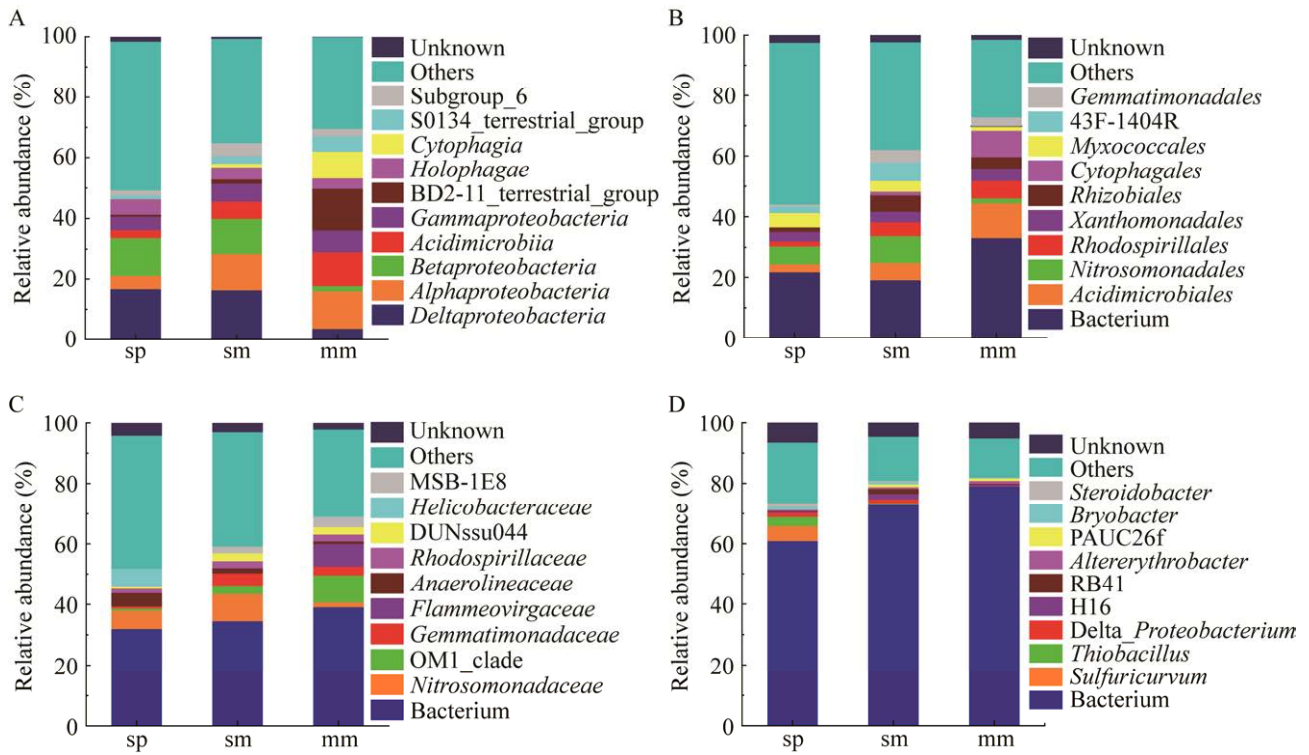 A
Relative abundance (%)
100
80
60
40
20
0
sp sm mm
Unknown
Others
Subgroup_6
S0134_terrestrial_group
Cytophagia
Holophagae
BD2-11_terrestrial_group
Gammaproteobacteria
Acidimicrobiia
Betaproteobacteria
Alphaproteobacteria
Deltaproteobacteria
B
Relative abundance (%)
100
80
60
40
20
0
sp sm mm
Unknown
Others
Gemmatimonadales
43F-1404R
Myxococcales
Cytophagales
Rhizobiales
Xanthomonadales
Rhodospirillales
Nitrosomonadales
Acidimicrobiales
Bacterium
C
Relative abundance (%)
100
80
60
40
20
0
sp sm mm
Unknown
Others
MSB-1E8
Helicobacteraceae
DUNssu044
Rhodospirillaceae
Anaerolineaceae
Flammeovirgaceae
Gemmatimonadaceae
OM1_clade
Nitrosomonadaceae
Bacterium
D
Relative abundance (%)
100
80
60
40
20
0
sp sm mm
Unknown
Others
Steroidobacter
Bryobacter
PAUC26f
Altererythrobacter
RB41
H16
Delta_Proteobacterium
Thiobacillus
Sulfuricurvum
Bacterium